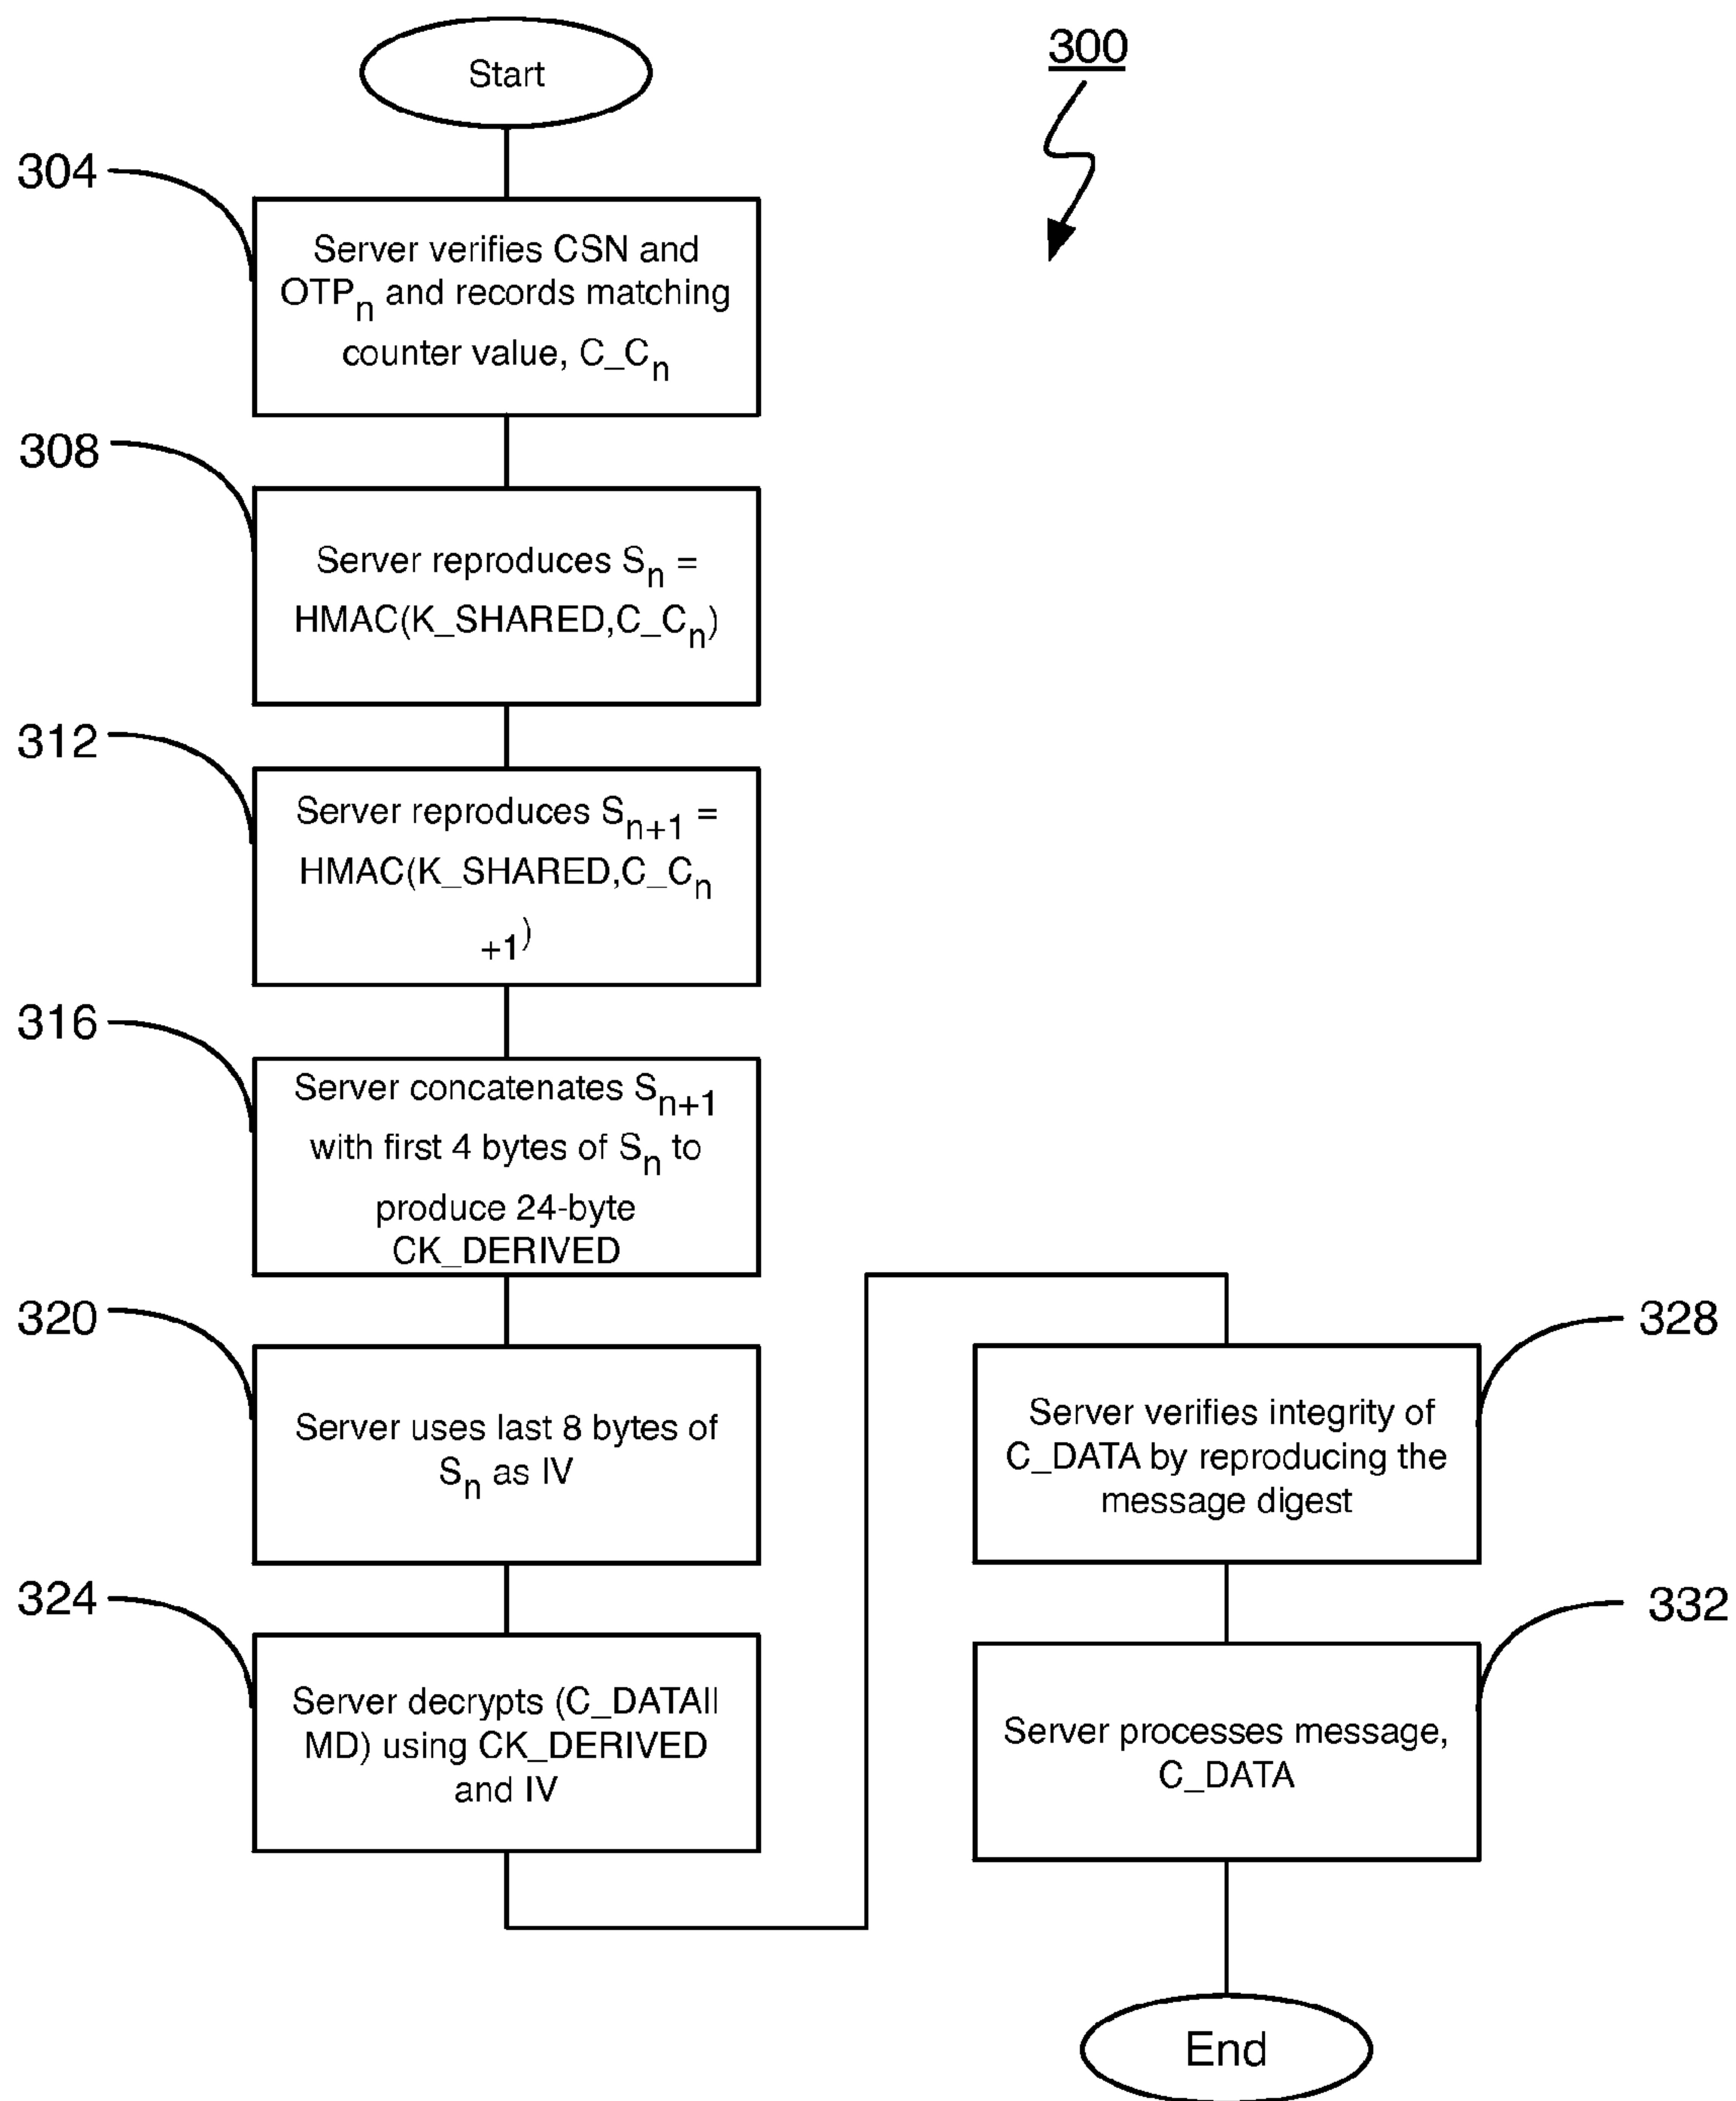 Start
300
304
Server verifies CSN and
OTPn and records matching
counter value, C_Cn
308
Server reproduces Sn =
HMAC(K_SHARED,C_Cn)
312
Server reproduces Sn+1 =
HMAC(K_SHARED,C_Cn
+1)
316
Server concatenates Sn+1
with first 4 bytes of Sn to
produce 24-byte
CK_DERIVED
320
Server uses last 8 bytes of
Sn as IV
324
Server decrypts (C_DATAII
MD) using CK_DERIVED
and IV
328
Server verifies integrity of
C_DATA by reproducing the
message digest
332
Server processes message,
C_DATA
End